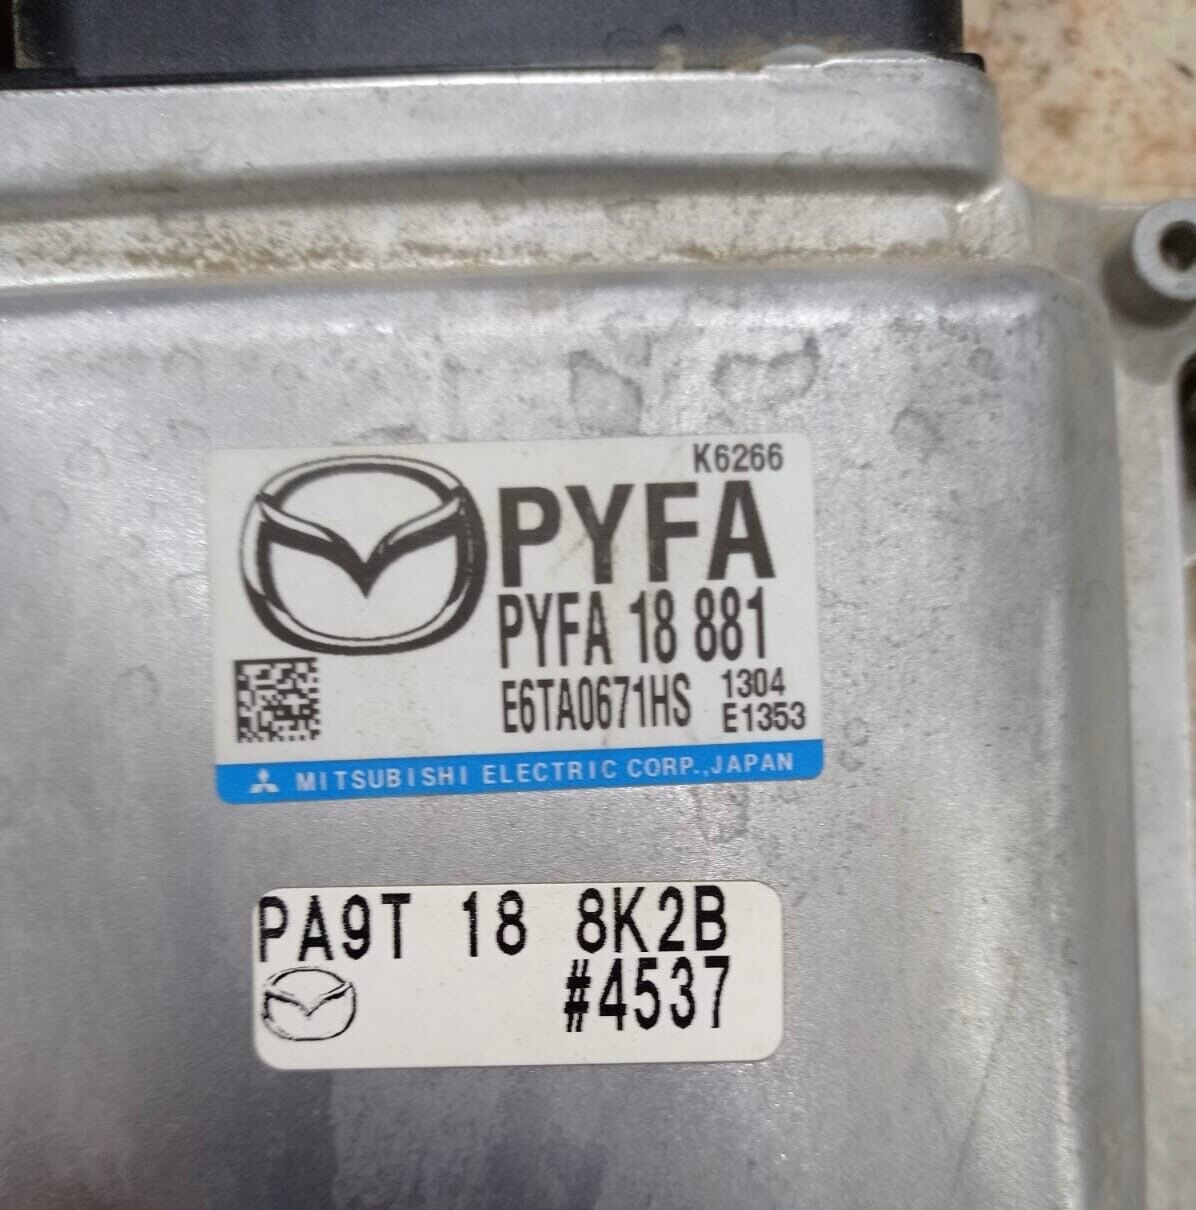 K6266
PYFA
PYFA 18 881
E6TA0671HS 1304
E1353
MITSUBISHI ELECTRIC CORP.,JAPAN
PA9T 18 8K2B
#4537